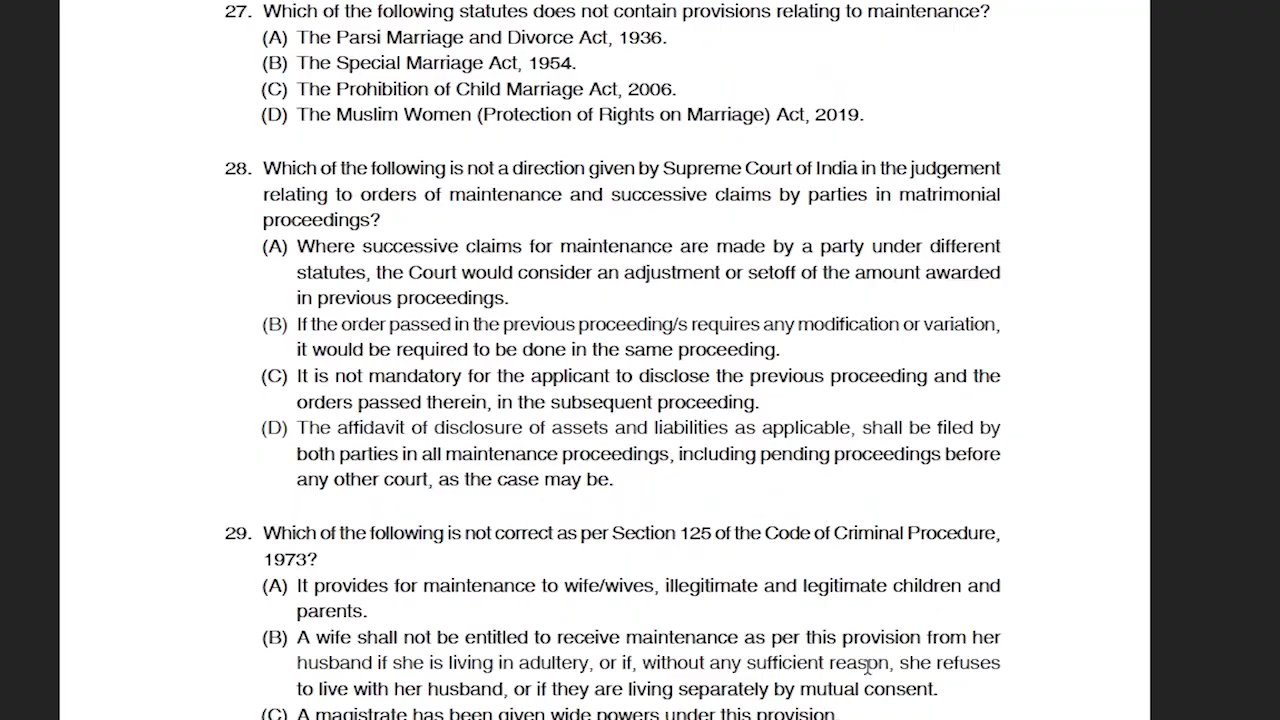 27. Which of the following statutes does not contain provisions relating to maintenance?
(A) The Parsi Marriage and Divorce Act, 1936.
(B) The Special Marriage Act, 1954.
(C) The Prohibition of Child Marriage Act, 2006.
(D) The Muslim Women (Protection of Rights on Marriage) Act, 2019.
28. Which of the following is not a direction given by Supreme Court of India in the judgement
relating to orders of maintenance and successive claims by parties in matrimonial
proceedings?
(A) Where successive claims for maintenance are made by a party under different
statutes, the Court would consider an adjustment or setoff of the amount awarded
in previous proceedings.
(B) If the order passed in the previous proceeding/s requires any modification or variation,
it would be required to be done in the same proceeding.
(C) It is not mandatory for the applicant to disclose the previous proceeding and the
orders passed therein, in the subsequent proceeding.
(D) The affidavit of disclosure of assets and liabilities as applicable, shall be filed by
both parties in all maintenance proceedings, including pending proceedings before
any other court, as the case may be.
29. Which of the following is not correct as per Section 125 of the Code of Criminal Procedure,
1973?
(A) It provides for maintenance to wife/wives, illegitimate and legitimate children and
parents.
(B) A wife shall not be entitled to receive maintenance as per this provision from her
husband if she is living in adultery, or if, without any sufficient reason, she refuses
to live with her husband, or if they are living separately by mutual consent.
(C) A magistrate has been given wide powers under this provision.